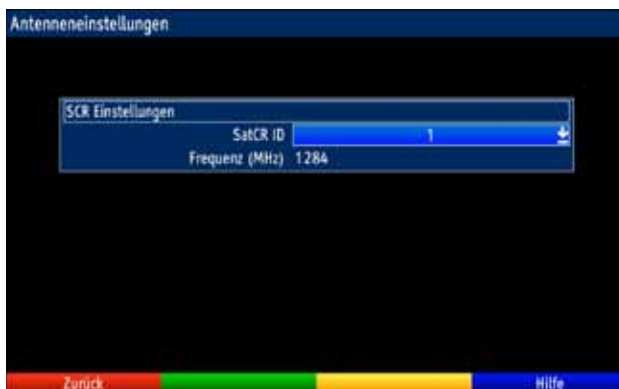 Antenneneinstellungen
SCR Einstellungen
SatCR ID 1
Frequenz (MHz) 1284
Zurück Hilfe